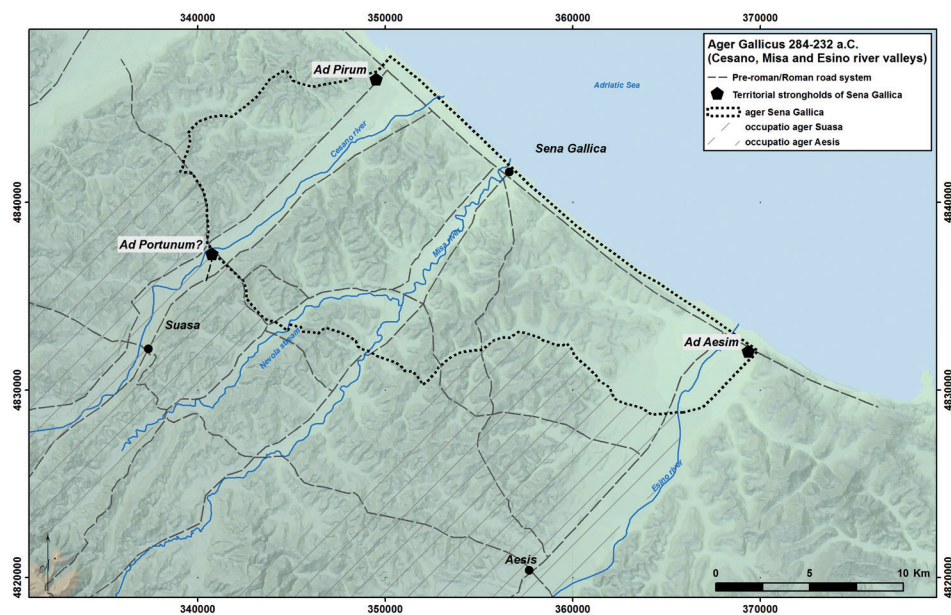 340000
350000
360000
370000
Ager Gallicus 284-232 a.C.
(Cesano, Misa and Esino river valleys)
Pre-roman/Roman road system
Territorial strongholds of Sena Gallica
ager Sena Gallica
occupatio ager Suasa
occupatio ager Aesis
Ad Pirum
Adriatic Sea
Cesano river
Sena Gallica
4840000
4840000
Ad Portunum?
Misa river
Suasa
Nevola stream
Ad Aesim
4830000
4830000
Esino river
Aesis
4820000
4820000
0
5
10 Km
340000
350000
360000
370000